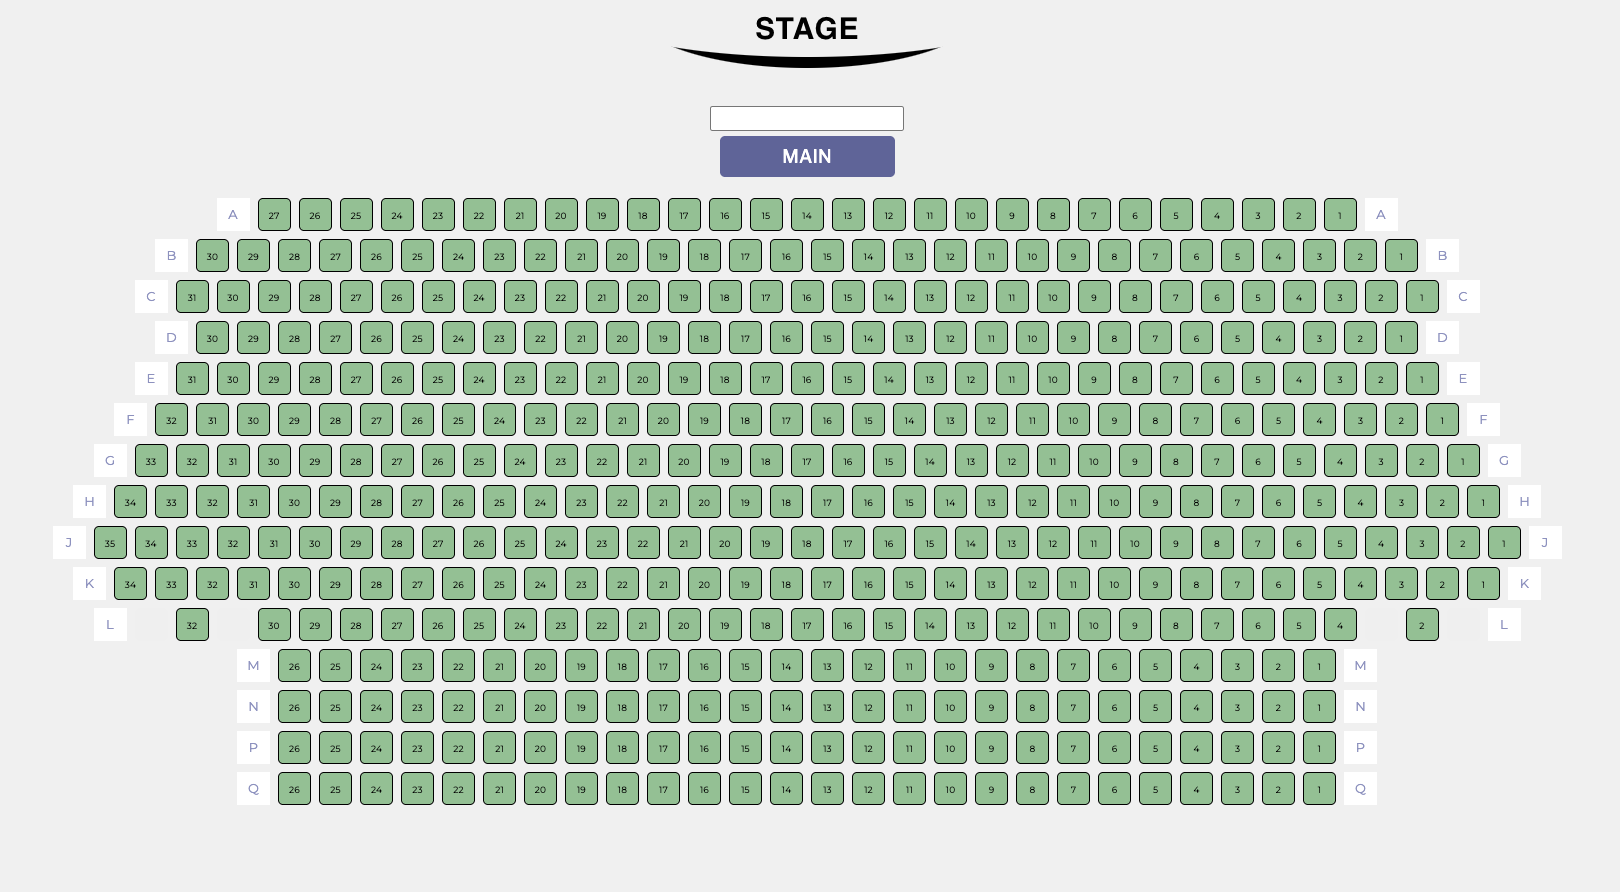 STAGE
MAIN
A 27 26 25 24 23 22 21 20 19 18 17 16 15 14 13 12 11 10 9 8 7 6 5 4 3 2 1 A
B 30 29 28 27 26 25 24 23 22 21 20 19 18 17 16 15 14 13 12 11 10 9 8 7 6 5 4 3 2 1 B
C 31 30 29 28 27 26 25 24 23 22 21 20 19 18 17 16 15 14 13 12 11 10 9 8 7 6 5 4 3 2 1 C
D 30 29 28 27 26 25 24 23 22 21 20 19 18 17 16 15 14 13 12 11 10 9 8 7 6 5 4 3 2 1 D
E 31 30 29 28 27 26 25 24 23 22 21 20 19 18 17 16 15 14 13 12 11 10 9 8 7 6 5 4 3 2 1 E
F 32 31 30 29 28 27 26 25 24 23 22 21 20 19 18 17 16 15 14 13 12 11 10 9 8 7 6 5 4 3 2 1 F
G 33 32 31 30 29 28 27 26 25 24 23 22 21 20 19 18 17 16 15 14 13 12 11 10 9 8 7 6 5 4 3 2 1 G
H 34 33 32 31 30 29 28 27 26 25 24 23 22 21 20 19 18 17 16 15 14 13 12 11 10 9 8 7 6 5 4 3 2 1 H
J 35 34 33 32 31 30 29 28 27 26 25 24 23 22 21 20 19 18 17 16 15 14 13 12 11 10 9 8 7 6 5 4 3 2 1 J
K 34 33 32 31 30 29 28 27 26 25 24 23 22 21 20 19 18 17 16 15 14 13 12 11 10 9 8 7 6 5 4 3 2 1 K
L 32 30 29 28 27 26 25 24 23 22 21 20 19 18 17 16 15 14 13 12 11 10 9 8 7 6 5 4 2 L
M 26 25 24 23 22 21 20 19 18 17 16 15 14 13 12 11 10 9 8 7 6 5 4 3 2 1 M
N 26 25 24 23 22 21 20 19 18 17 16 15 14 13 12 11 10 9 8 7 6 5 4 3 2 1 N
P 26 25 24 23 22 21 20 19 18 17 16 15 14 13 12 11 10 9 8 7 6 5 4 3 2 1 P
Q 26 25 24 23 22 21 20 19 18 17 16 15 14 13 12 11 10 9 8 7 6 5 4 3 2 1 Q